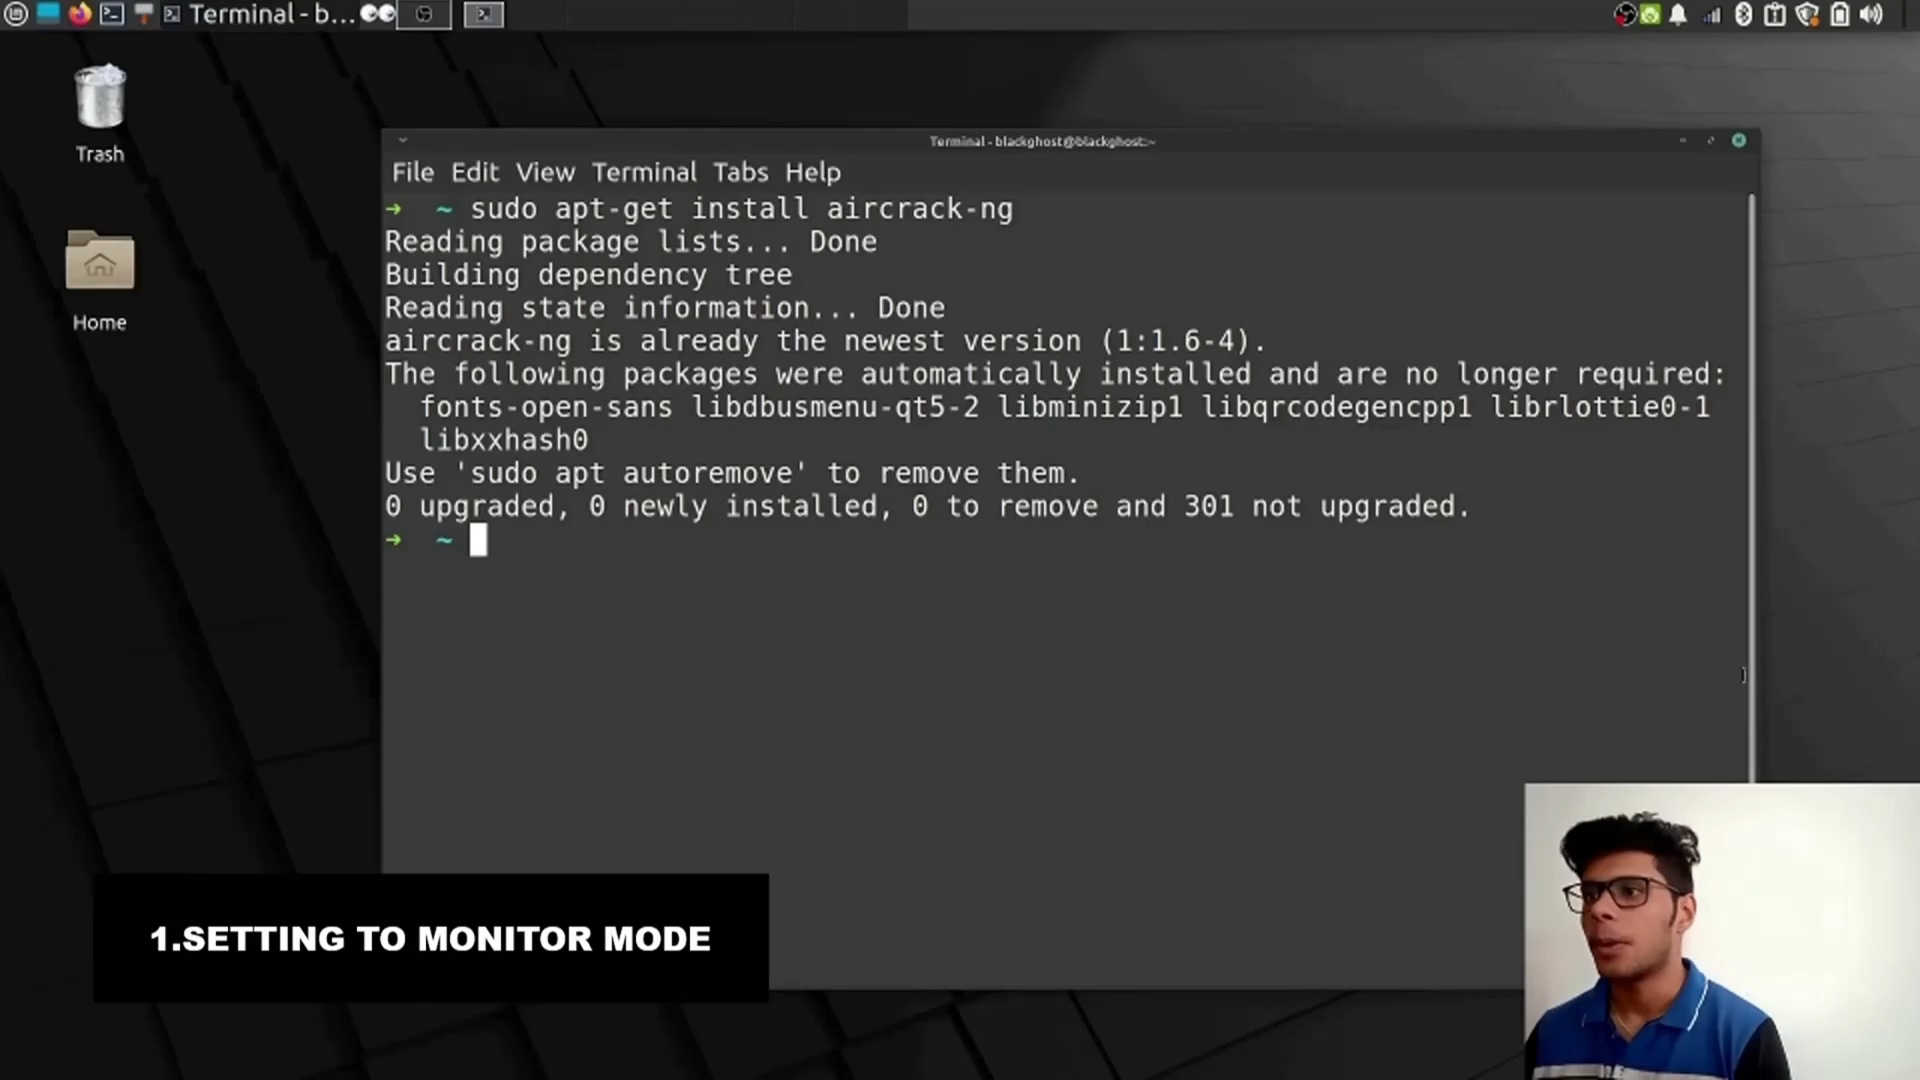 Terminal - b...
Trash
Home
Terminal - blackghost@blackghost:~
File Edit View Terminal Tabs Help
➜ ~ sudo apt-get install aircrack-ng
Reading package lists... Done
Building dependency tree
Reading state information... Done
aircrack-ng is already the newest version (1:1.6-4).
The following packages were automatically installed and are no longer required:
fonts-open-sans libdbusmenu-qt5-2 libminizip1 libqrcodegencpp1 librlottie0-1
libxxhash0
Use 'sudo apt autoremove' to remove them.
0 upgraded, 0 newly installed, 0 to remove and 301 not upgraded.
➜ ~
1.SETTING TO MONITOR MODE